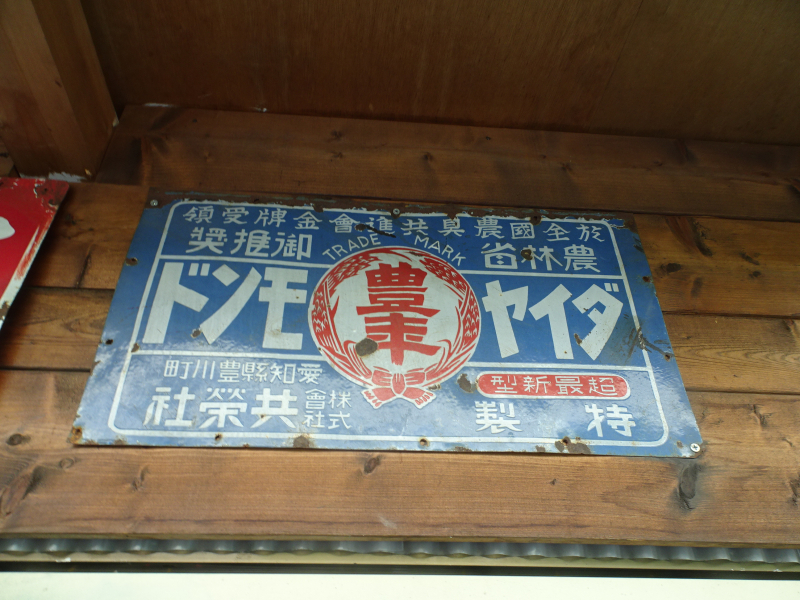 於全國農具共進會金牌受領
農林省 御推奬
TRADE MARK
豊
ダイヤモンド
超最新型
特製
愛知縣豊川町
株式會社共榮社